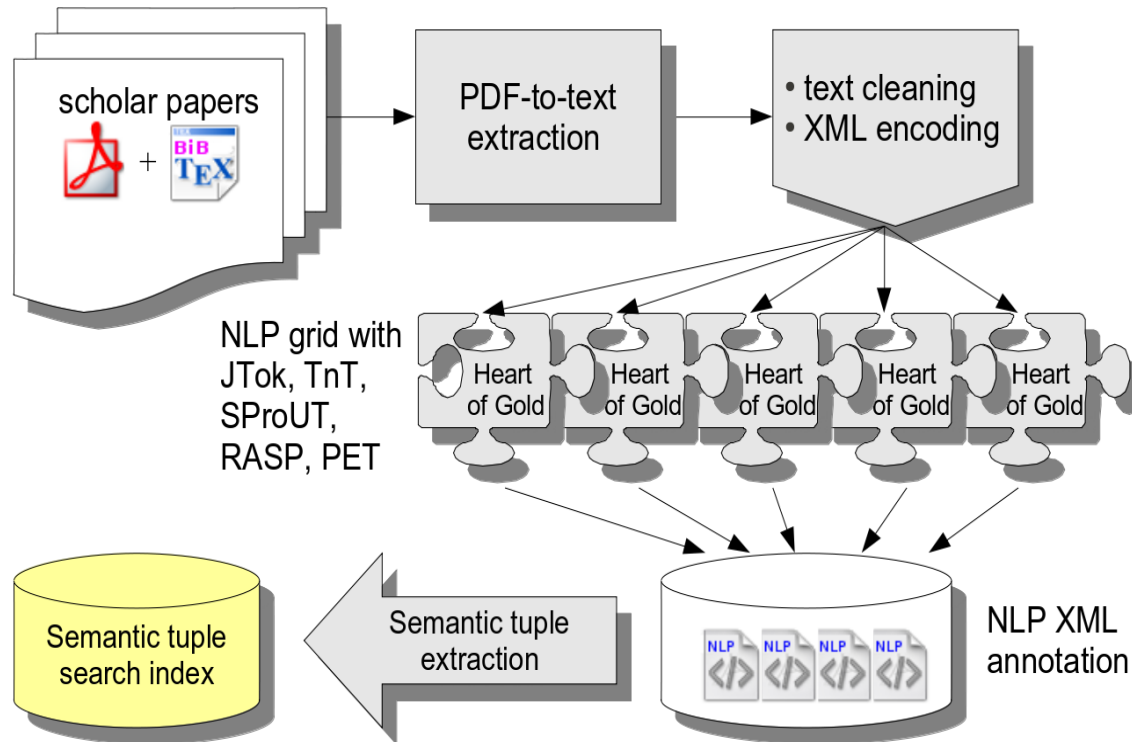 scholar papers
+
TEX
BiB
TEX
PDF-to-text
extraction
• text cleaning
• XML encoding
NLP grid with
JTok, TnT,
SProUT,
RASP, PET
Heart
of Gold
Heart
of Gold
Heart
of Gold
Heart
of Gold
Heart
of Gold
Semantic tuple
search index
Semantic tuple
extraction
NLP
</>
NLP
</>
NLP
</>
NLP
</>
NLP XML
annotation